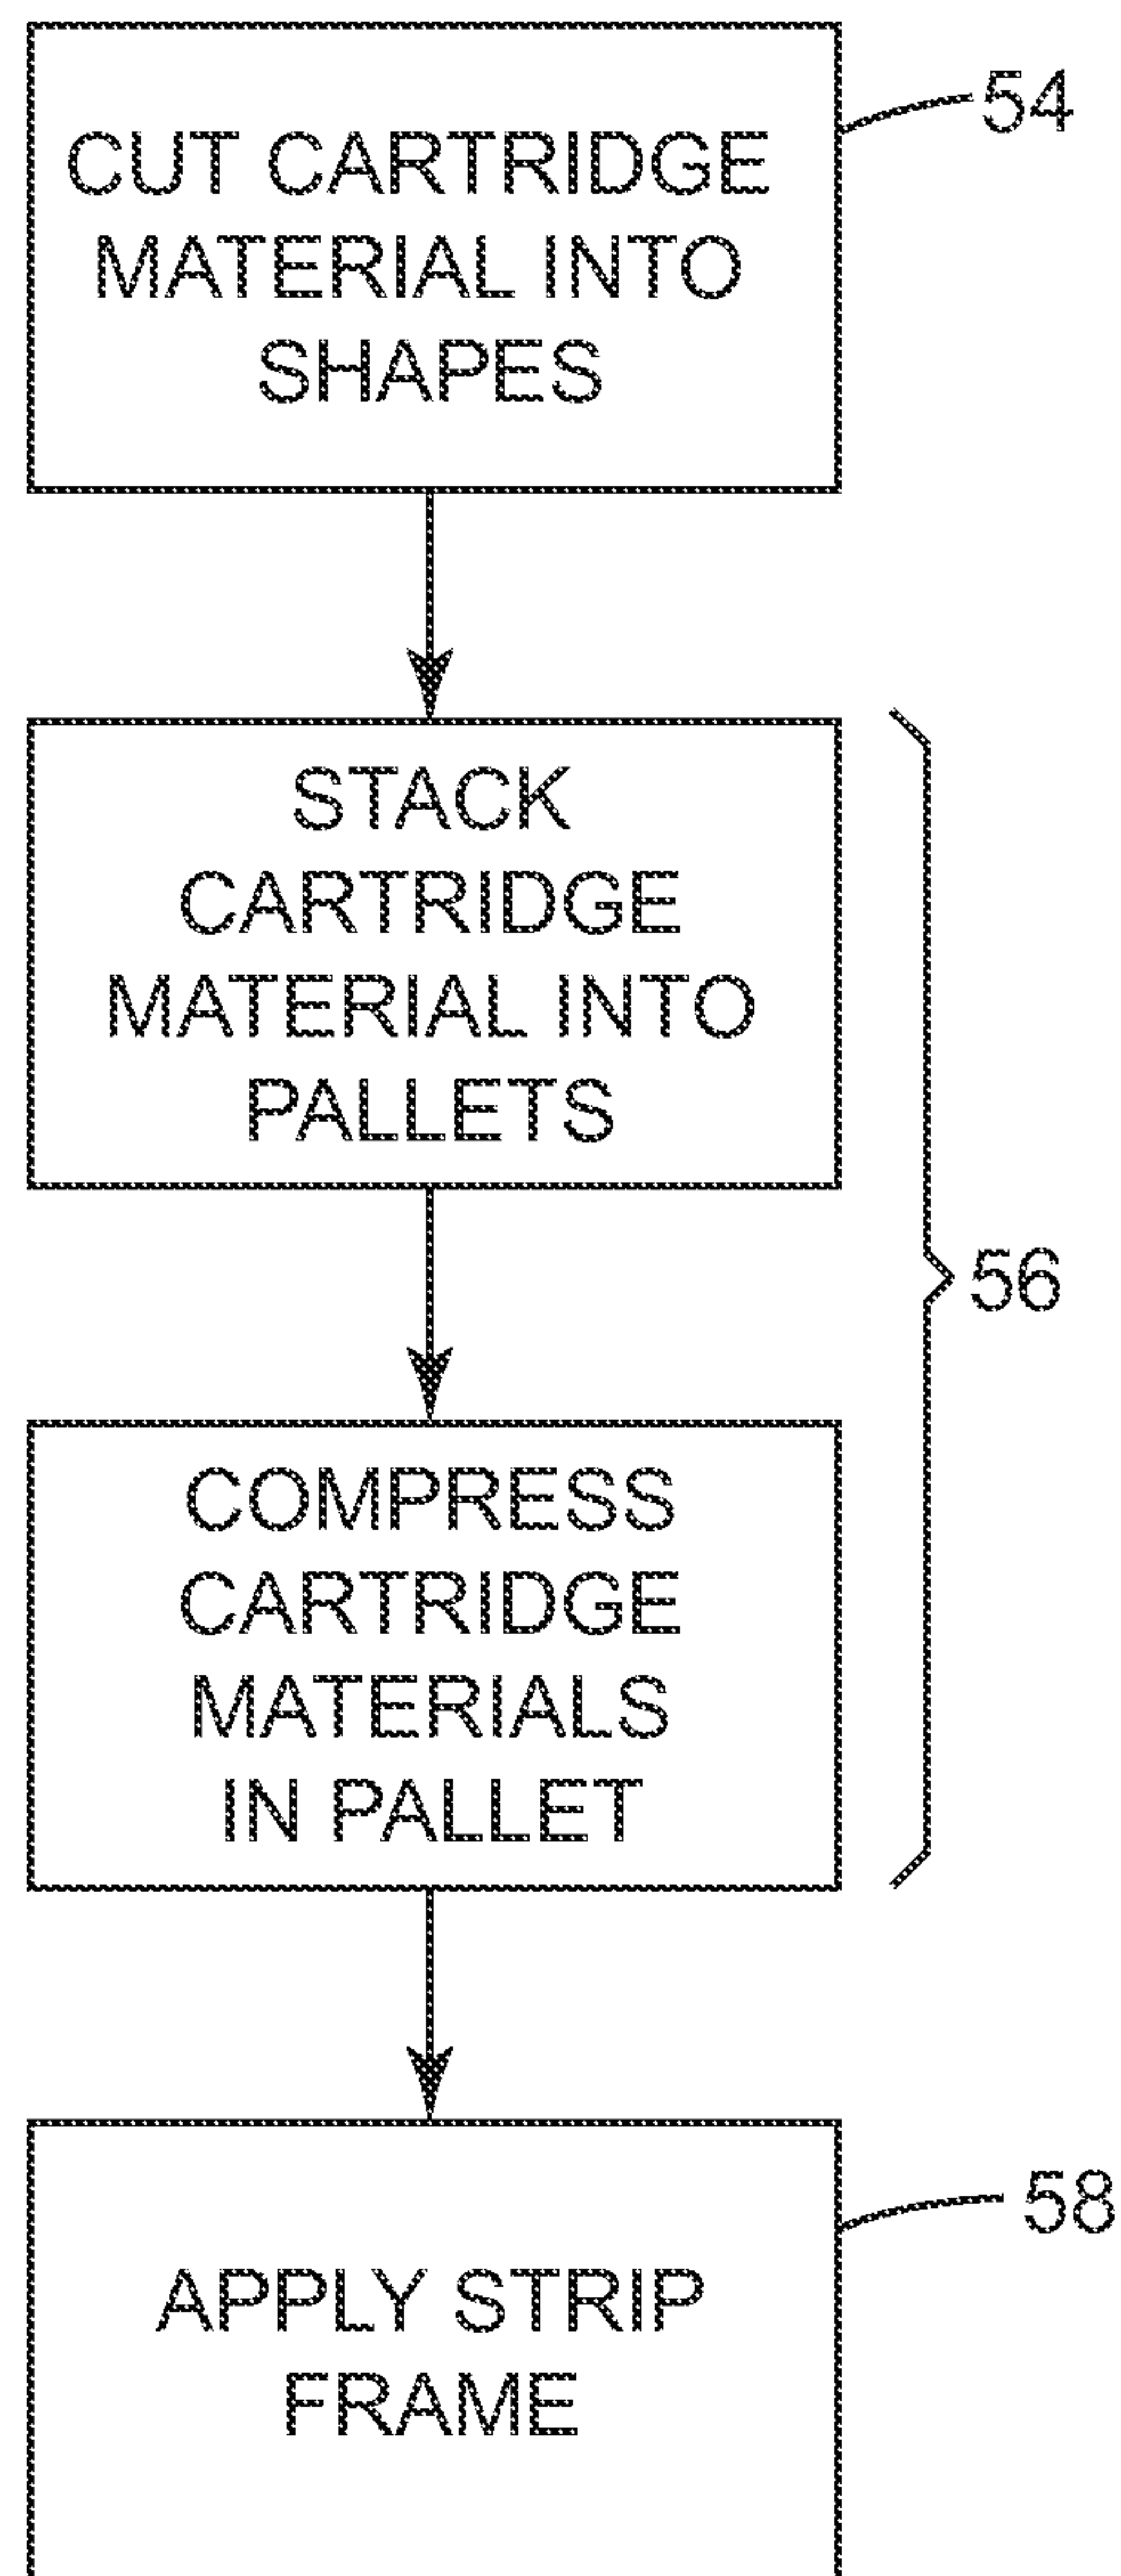 CUT CARTRIDGE
MATERIAL INTO
SHAPES
54
STACK
CARTRIDGE
MATERIAL INTO
PALLETS
56
COMPRESS
CARTRIDGE
MATERIALS
IN PALLET
58
APPLY STRIP
FRAME